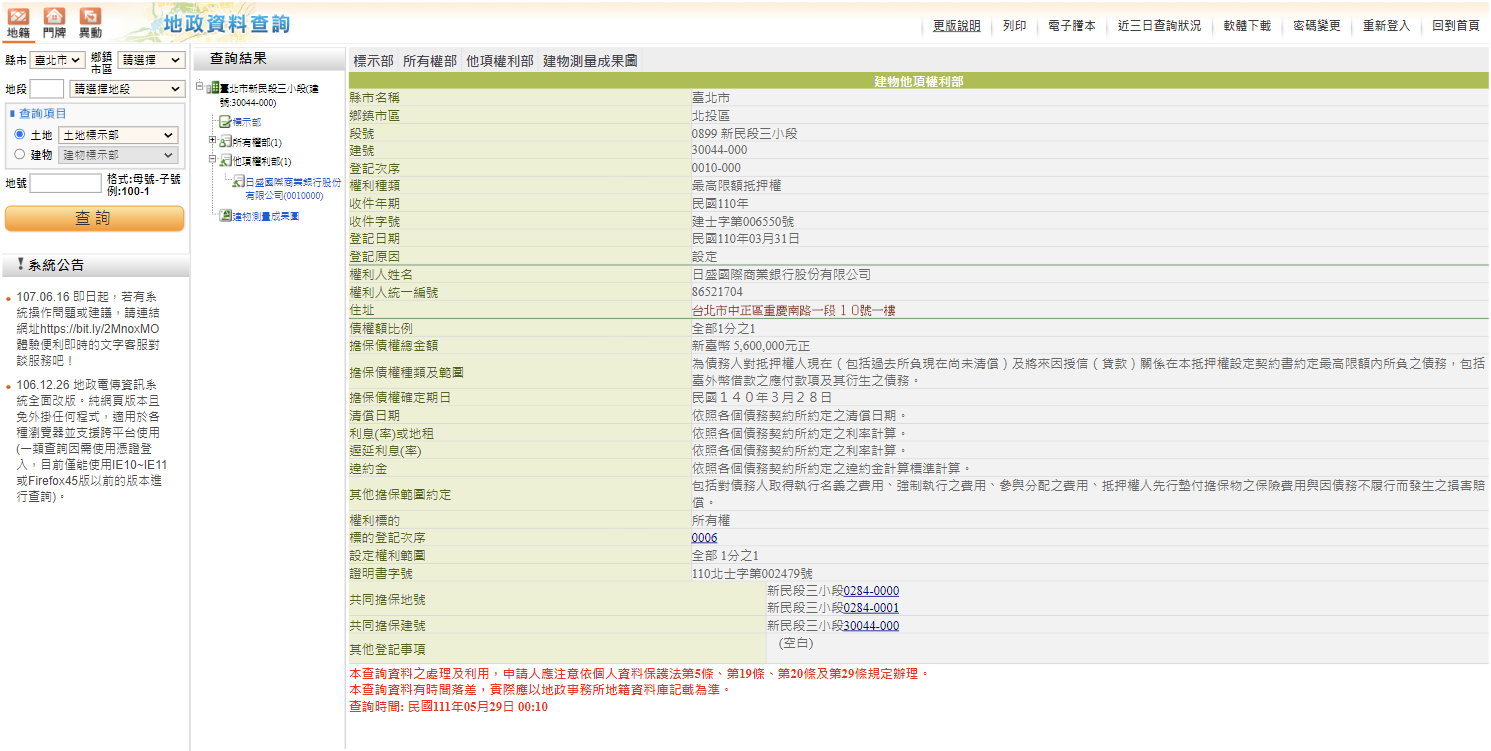 地籍 門牌 異動
地政資料查詢
更版說明 列印 電子謄本 近三日查詢狀況 軟體下載 密碼變更 重新登入 回到首頁
縣市 臺北市 鄉鎮市區 請選擇
地段 請選擇地段
查詢項目
土地 土地標示部
建物 建物標示部
地號 格式:母號-子號
例:100-1
查詢
系統公告
107.06.16 即日起，若有系
統操作問題或建議，請連結
網址https://bit.ly/2MnoxMO
體驗便利即時的文字客服對
談服務吧！
106.12.26 地政電傳資訊系
統全面改版。純網頁版本且
免外掛任何程式，適用於各
種瀏覽器並支援跨平台使用
(一類查詢因需使用憑證登
入，目前僅能使用IE10~IE11
或Firefox45版以前的版本進
行查詢)。
查詢結果
臺北市新民段三小段(建
號:30044-000)
標示部
所有權部(1)
他項權利部(1)
日盛國際商業銀行股份
有限公司(0010000)
建物測量成果圖
標示部 所有權部 他項權利部 建物測量成果圖
建物他項權利部
縣市名稱 臺北市
鄉鎮市區 北投區
段號 0899 新民段三小段
建號 30044-000
登記次序 0010-000
權利種類 最高限額抵押權
收件年期 民國110年
收件字號 建士字第006550號
登記日期 民國110年03月31日
登記原因 設定
權利人姓名 日盛國際商業銀行股份有限公司
權利人統一編號 86521704
住址 台北市中正區重慶南路一段１０號一樓
債權額比例 全部1分之1
擔保債權總金額 新臺幣 5,600,000元正
擔保債權種類及範圍 為債務人對抵押權人現在（包括過去所負現在尚未清償）及將來因授信（貸款）關係在本抵押權設定契約書約定最高限額內所負之債務，包括
臺外幣借款之應付款項及其衍生之債務。
擔保債權確定期日 民國１４０年３月２８日
清償日期 依照各個債務契約所約定之清償日期。
利息(率)或地租 依照各個債務契約所約定之利率計算。
遲延利息(率) 依照各個債務契約所約定之利率計算。
違約金 依照各個債務契約所約定之違約金計算標準計算。
其他擔保範圍約定 包括對債務人取得執行名義之費用、強制執行之費用、參與分配之費用、抵押權人先行墊付擔保物之保險費用與因債務不履行而發生之損害賠
償。
權利標的 所有權
標的登記次序 0006
設定權利範圍 全部 1分之1
證明書字號 110北士字第002479號
共同擔保地號 新民段三小段0284-0000
新民段三小段0284-0001
共同擔保建號 新民段三小段30044-000
其他登記事項 (空白)
本查詢資料之處理及利用，申請人應注意依個人資料保護法第5條、第19條、第20條及第29條規定辦理。
本查詢資料有時間落差，實際應以地政事務所地籍資料庫記載為準。
查詢時間: 民國111年05月29日 00:10